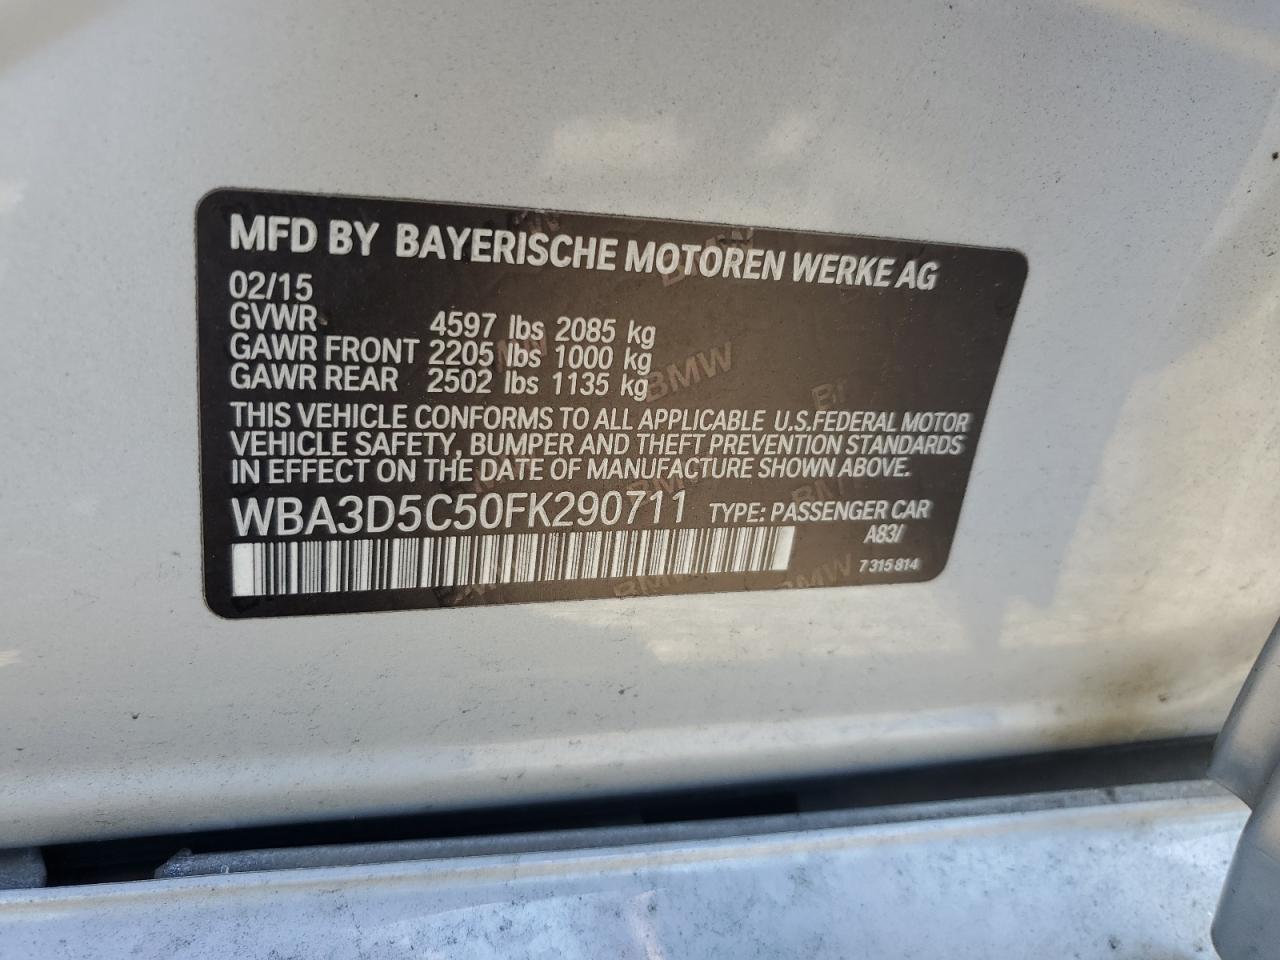 MFD BY BAYERISCHE MOTOREN WERKE AG
02/15
GVWR 4597 lbs 2085 kg
GAWR FRONT 2205 lbs 1000 kg
GAWR REAR 2502 lbs 1135 kg
THIS VEHICLE CONFORMS TO ALL APPLICABLE U.S.FEDERAL MOTOR
VEHICLE SAFETY, BUMPER AND THEFT PREVENTION STANDARDS
IN EFFECT ON THE DATE OF MANUFACTURE SHOWN ABOVE.
WBA3D5C50FK290711 TYPE: PASSENGER CAR
A83/
7 315 814